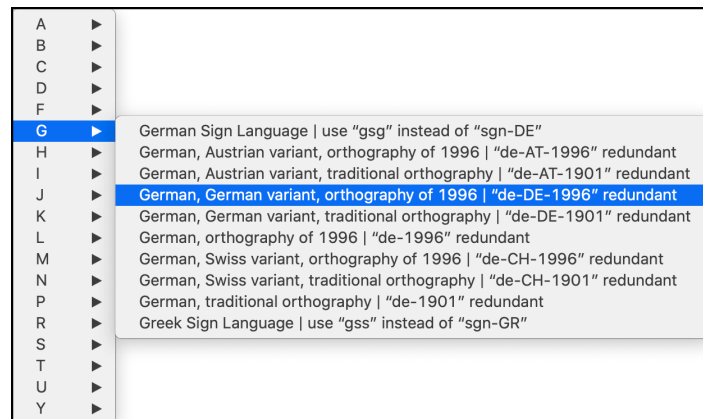 A ▶
B ▶
C ▶
D ▶
F ▶
G ▶
German Sign Language | use “gsg” instead of “sgn-DE”
H ▶
German, Austrian variant, orthography of 1996 | “de-AT-1996” redundant
I ▶
German, Austrian variant, traditional orthography | “de-AT-1901” redundant
J ▶
German, German variant, orthography of 1996 | “de-DE-1996” redundant
K ▶
German, German variant, traditional orthography | “de-DE-1901” redundant
L ▶
German, orthography of 1996 | “de-1996” redundant
M ▶
German, Swiss variant, orthography of 1996 | “de-CH-1996” redundant
N ▶
German, Swiss variant, traditional orthography | “de-CH-1901” redundant
P ▶
German, traditional orthography | “de-1901” redundant
R ▶
Greek Sign Language | use “gss” instead of “sgn-GR”
S ▶
T ▶
U ▶
Y ▶